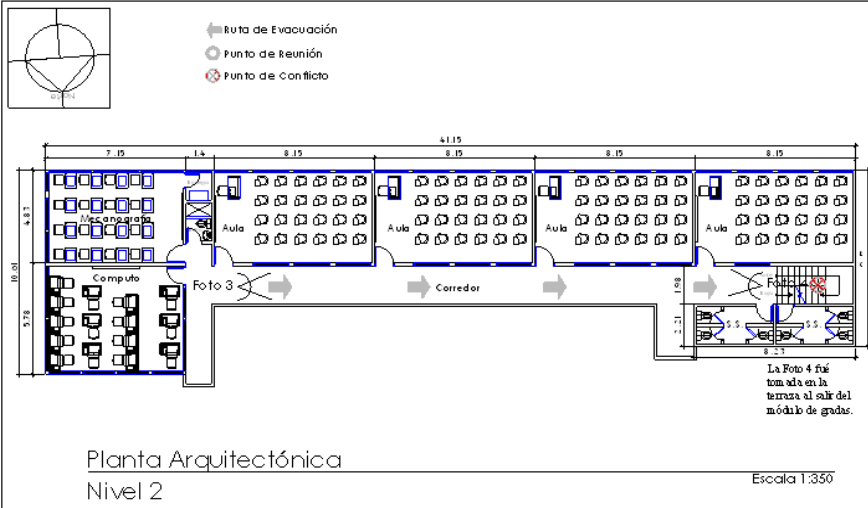 Ruta de Evacuación
Punto de Reunión
Punto de Conflicto
Norte
41.15
7.15 1.4 8.15 8.15 8.15 8.15
4.87
Mecanografía
Aula Aula Aula Aula
10.01
Computo
Foto 3
Corredor
1.98
5.78
2.21
S.S. S.S.
8.23
La Foto 4 fué
tomada en la
terraza al salir del
módulo de gradas.
Planta Arquitectónica
Escala 1:350
Nivel 2